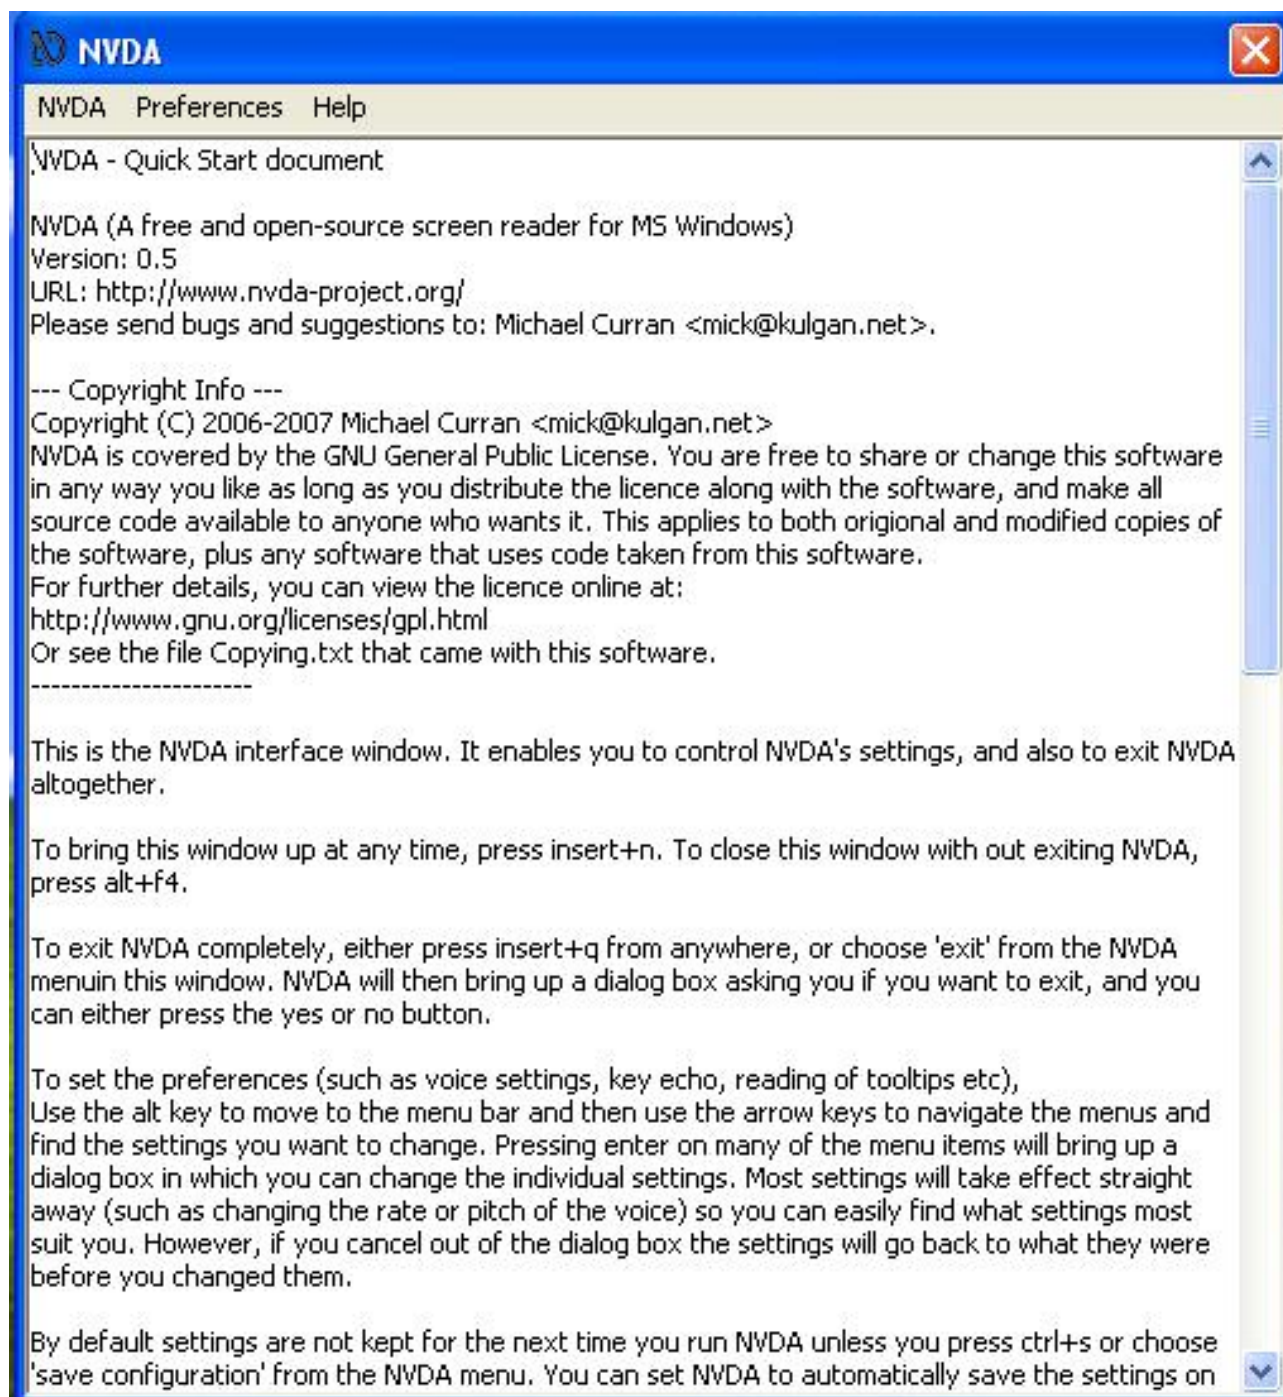 NVDA
NVDA Preferences Help
NVDA - Quick Start document
NVDA (A free and open-source screen reader for MS Windows)
Version: 0.5
URL: http://www.nvda-project.org/
Please send bugs and suggestions to: Michael Curran <mick@kulgan.net>.
--- Copyright Info ---
Copyright (C) 2006-2007 Michael Curran <mick@kulgan.net>
NVDA is covered by the GNU General Public License. You are free to share or change this software
in any way you like as long as you distribute the licence along with the software, and make all
source code available to anyone who wants it. This applies to both origional and modified copies of
the software, plus any software that uses code taken from this software.
For further details, you can view the licence online at:
http://www.gnu.org/licenses/gpl.html
Or see the file Copying.txt that came with this software.
----------------------
This is the NVDA interface window. It enables you to control NVDA's settings, and also to exit NVDA
altogether.
To bring this window up at any time, press insert+n. To close this window with out exiting NVDA,
press alt+f4.
To exit NVDA completely, either press insert+q from anywhere, or choose 'exit' from the NVDA
menuin this window. NVDA will then bring up a dialog box asking you if you want to exit, and you
can either press the yes or no button.
To set the preferences (such as voice settings, key echo, reading of tooltips etc),
Use the alt key to move to the menu bar and then use the arrow keys to navigate the menus and
find the settings you want to change. Pressing enter on many of the menu items will bring up a
dialog box in which you can change the individual settings. Most settings will take effect straight
away (such as changing the rate or pitch of the voice) so you can easily find what settings most
suit you. However, if you cancel out of the dialog box the settings will go back to what they were
before you changed them.
By default settings are not kept for the next time you run NVDA unless you press ctrl+s or choose
'save configuration' from the NVDA menu. You can set NVDA to automatically save the settings on